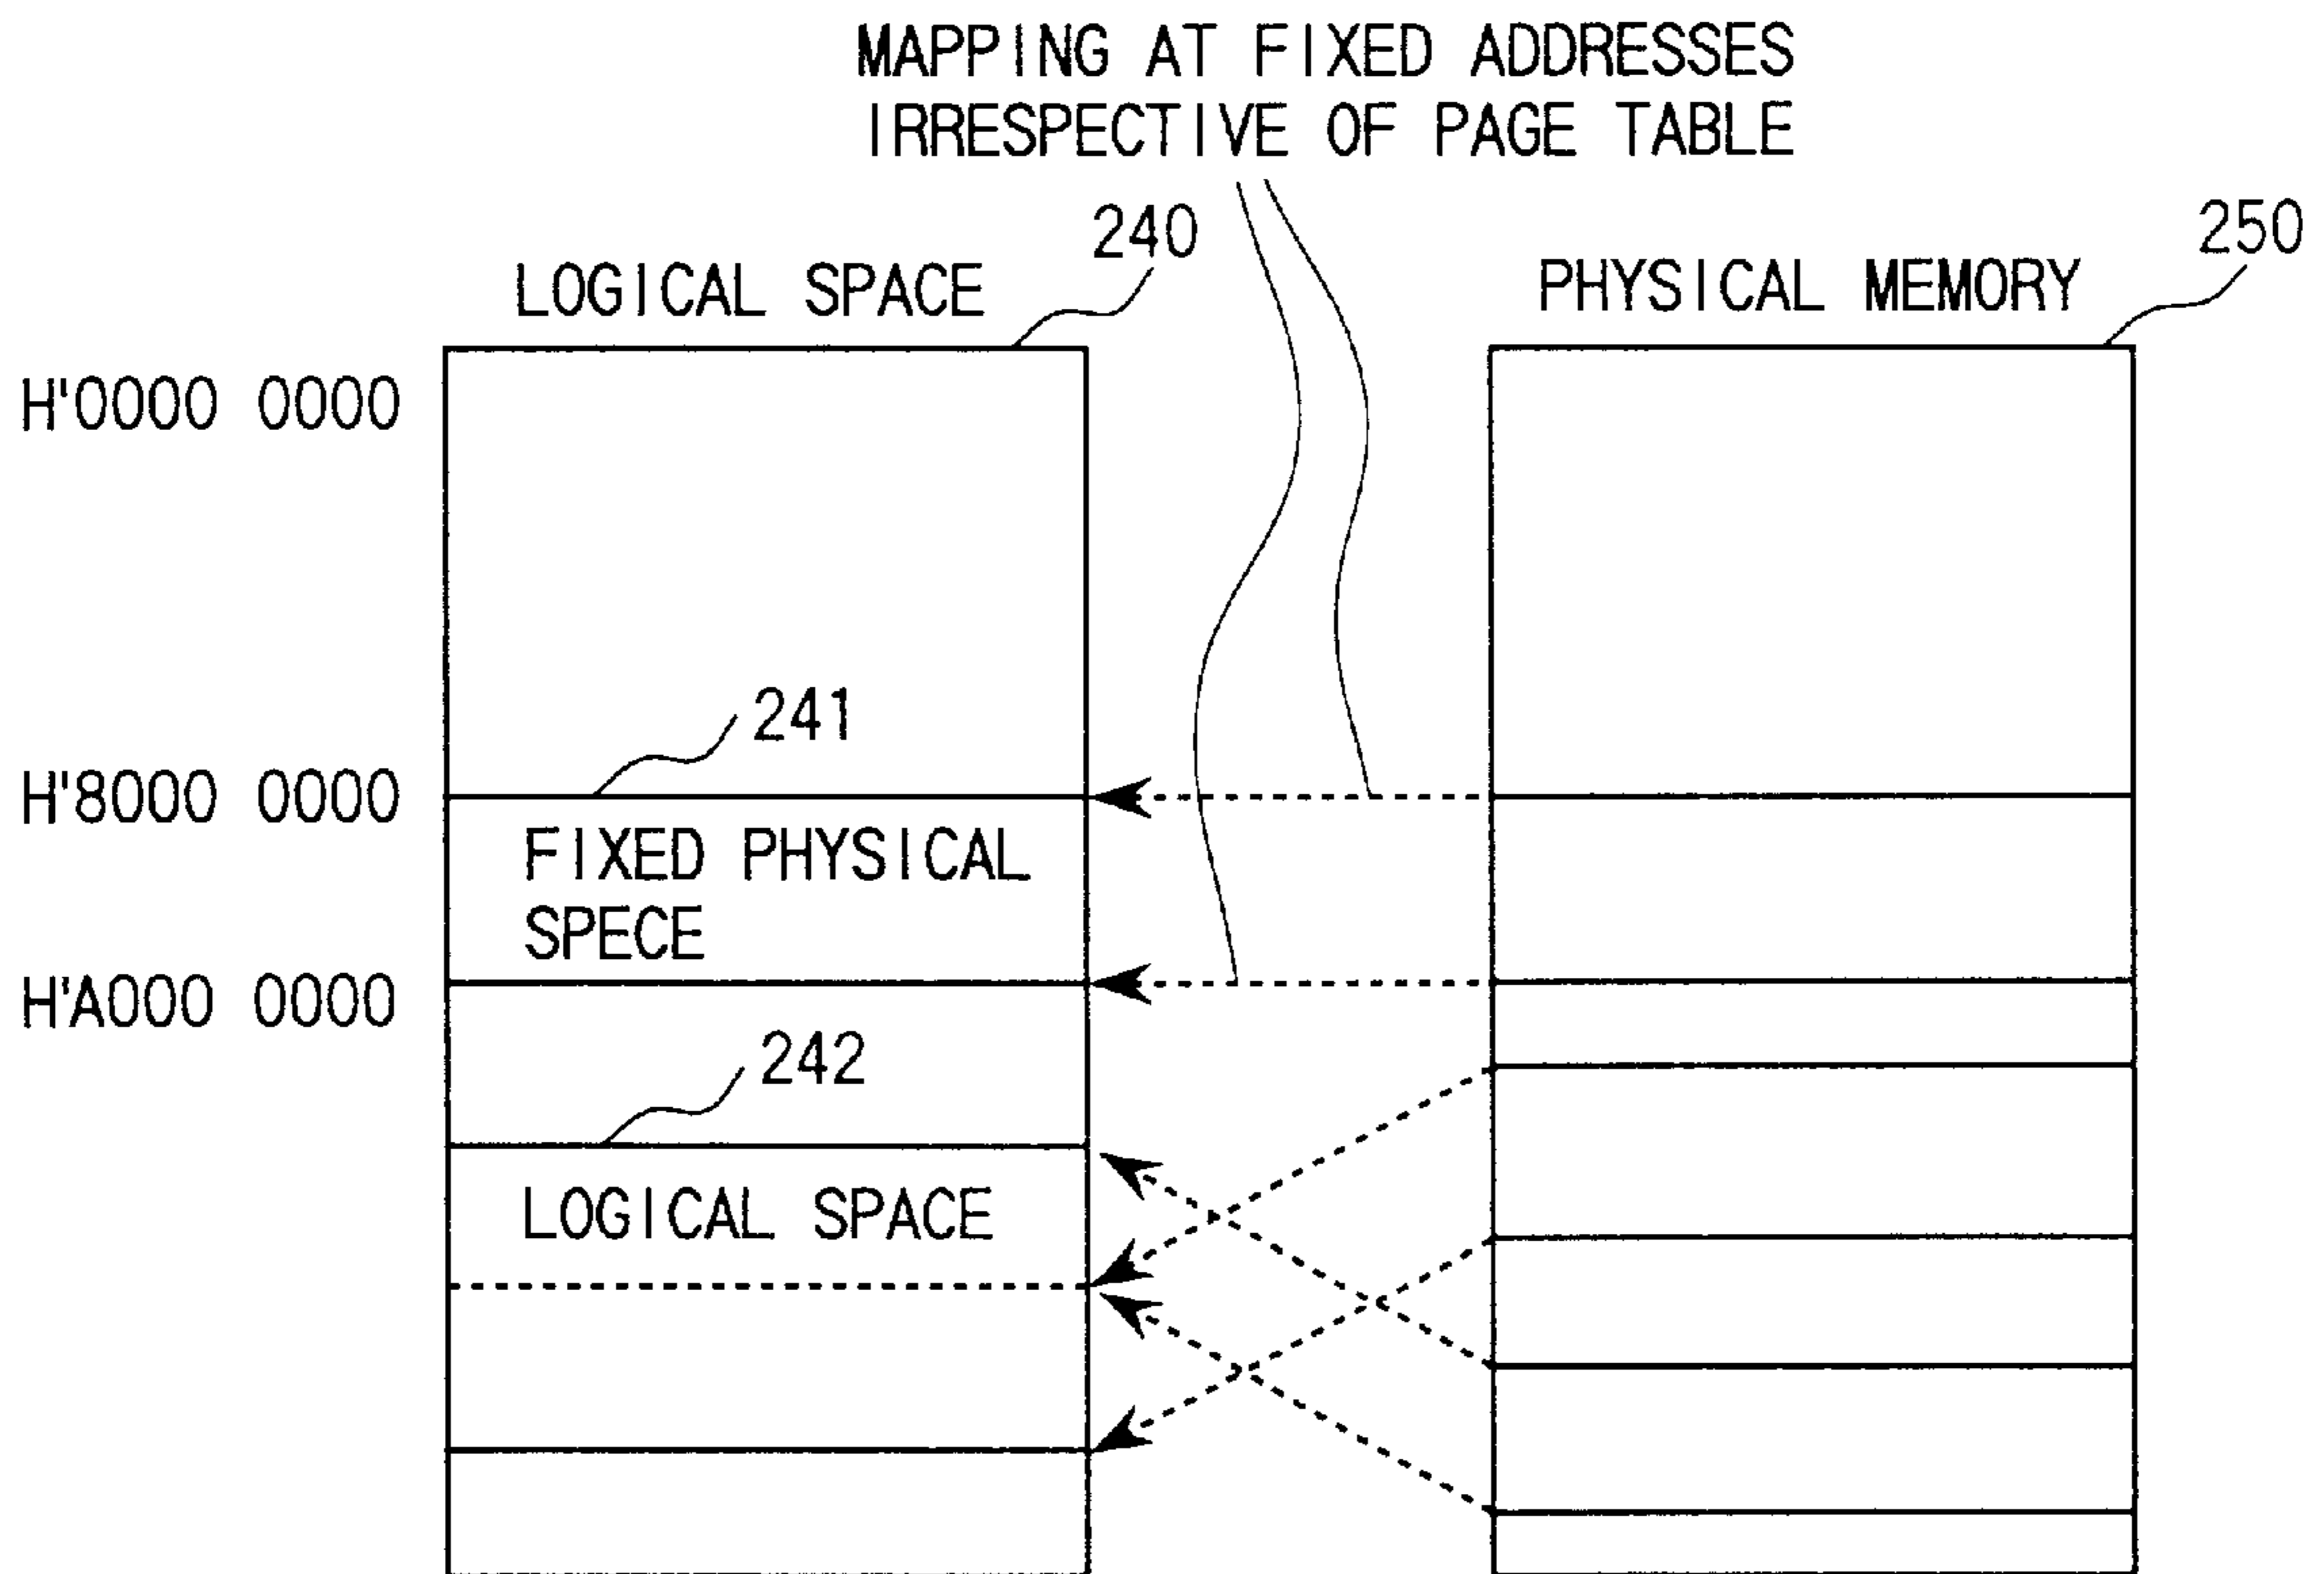 MAPPING AT FIXED ADDRESSES
IRRESPECTIVE OF PAGE TABLE
240
250
LOGICAL SPACE
PHYSICAL MEMORY
H'0000 0000
241
H'8000 0000
FIXED PHYSICAL
SPECE
H'A000 0000
242
LOGICAL SPACE